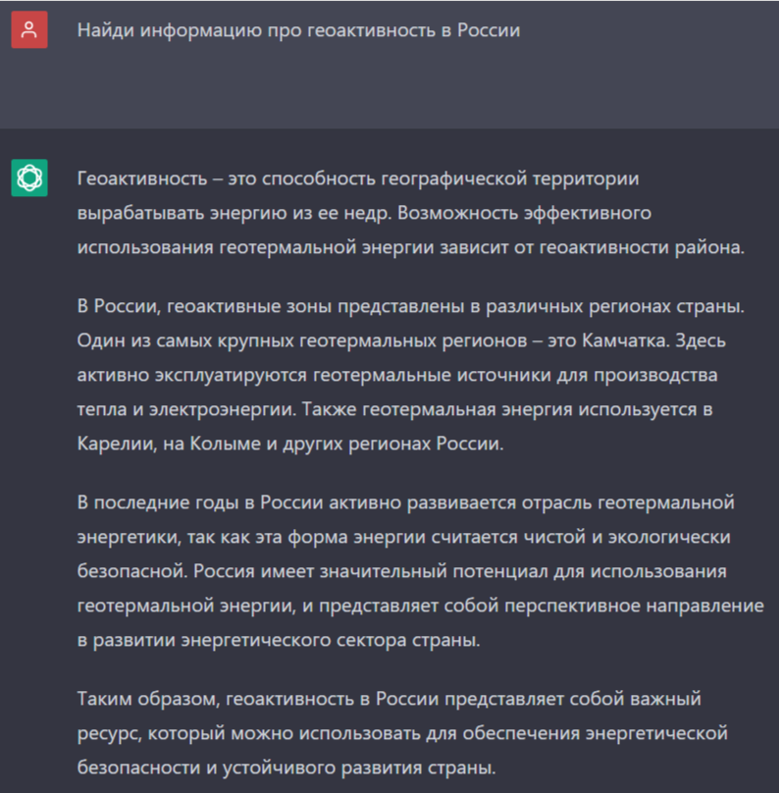 Найди информацию про геоактивность в России
Геоактивность – это способность географической территории
вырабатывать энергию из ее недр. Возможность эффективного
использования геотермальной энергии зависит от геоактивности района.
В России, геоактивные зоны представлены в различных регионах страны.
Один из самых крупных геотермальных регионов – это Камчатка. Здесь
активно эксплуатируются геотермальные источники для производства
тепла и электроэнергии. Также геотермальная энергия используется в
Карелии, на Колыме и других регионах России.
В последние годы в России активно развивается отрасль геотермальной
энергетики, так как эта форма энергии считается чистой и экологически
безопасной. Россия имеет значительный потенциал для использования
геотермальной энергии, и представляет собой перспективное направление
в развитии энергетического сектора страны.
Таким образом, геоактивность в России представляет собой важный
ресурс, который можно использовать для обеспечения энергетической
безопасности и устойчивого развития страны.